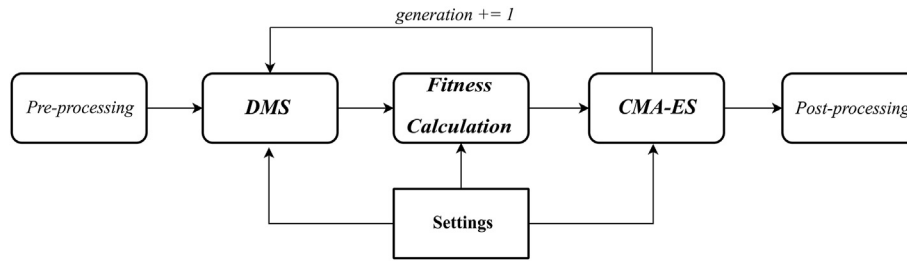 generation += 1
Pre-processing
DMS
Fitness
Calculation
CMA-ES
Post-processing
Settings